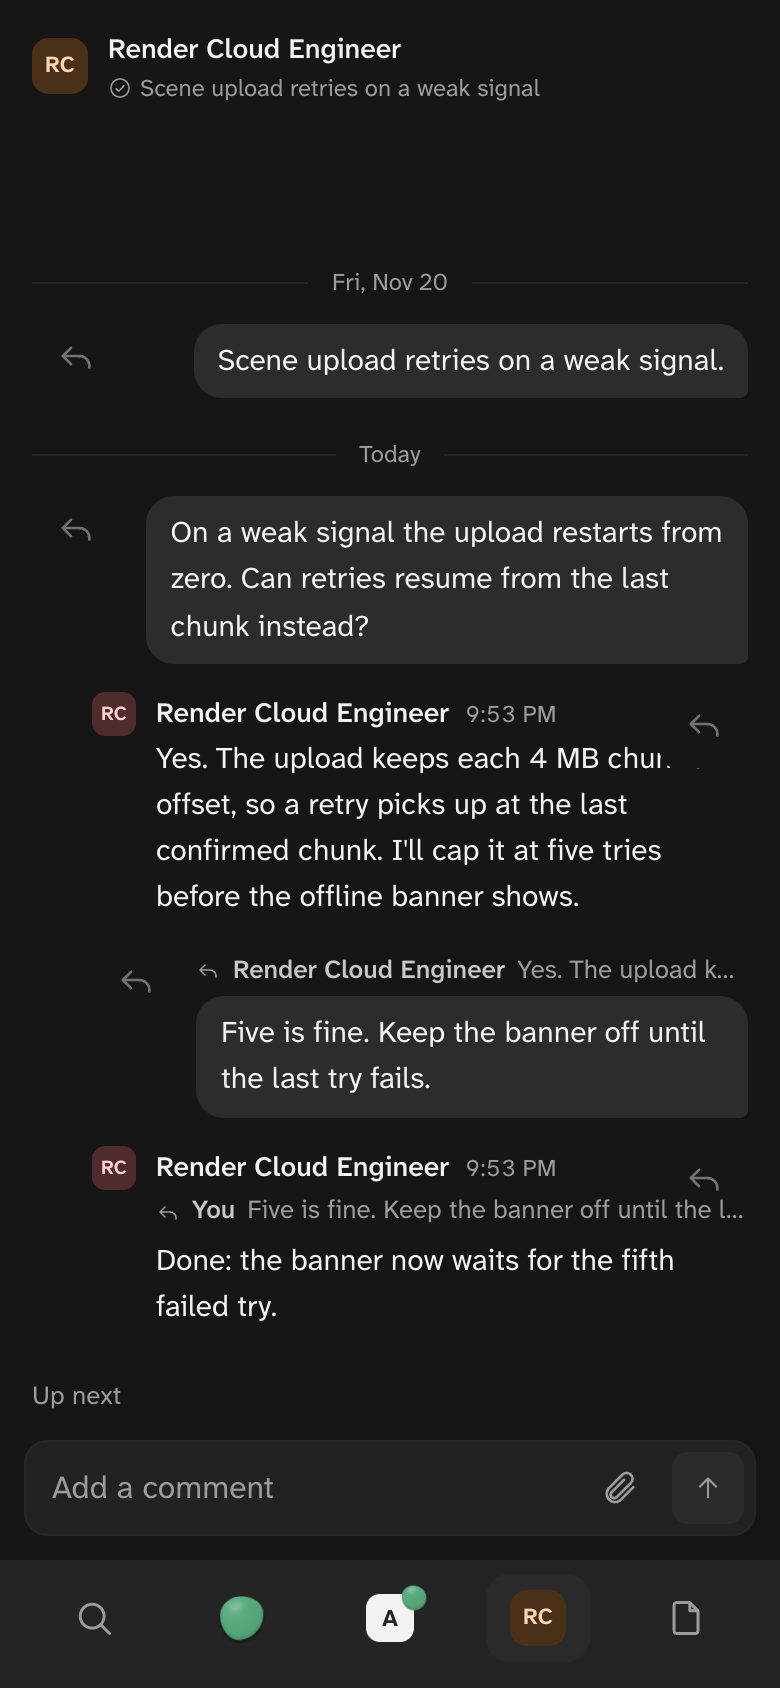 RC
Render Cloud Engineer
Scene upload retries on a weak signal
Fri, Nov 20
Scene upload retries on a weak signal.
Today
On a weak signal the upload restarts from
zero. Can retries resume from the last
chunk instead?
RC
Render Cloud Engineer 9:53 PM
Yes. The upload keeps each 4 MB
offset, so a retry picks up at the last
confirmed chunk. I'll cap it at five tries
before the offline banner shows.
Render Cloud Engineer Yes. The upload k...
Five is fine. Keep the banner off until
the last try fails.
RC
Render Cloud Engineer 9:53 PM
You Five is fine. Keep the banner off until the l...
Done: the banner now waits for the fifth
failed try.
Up next
Add a comment
A
RC